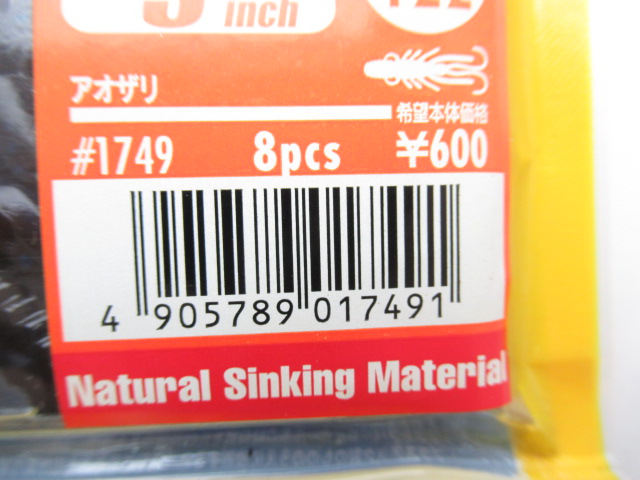 inch
アオザリ
希望本体価格
#1749 8pcs ¥600
4 905789 017491
Natural Sinking Material